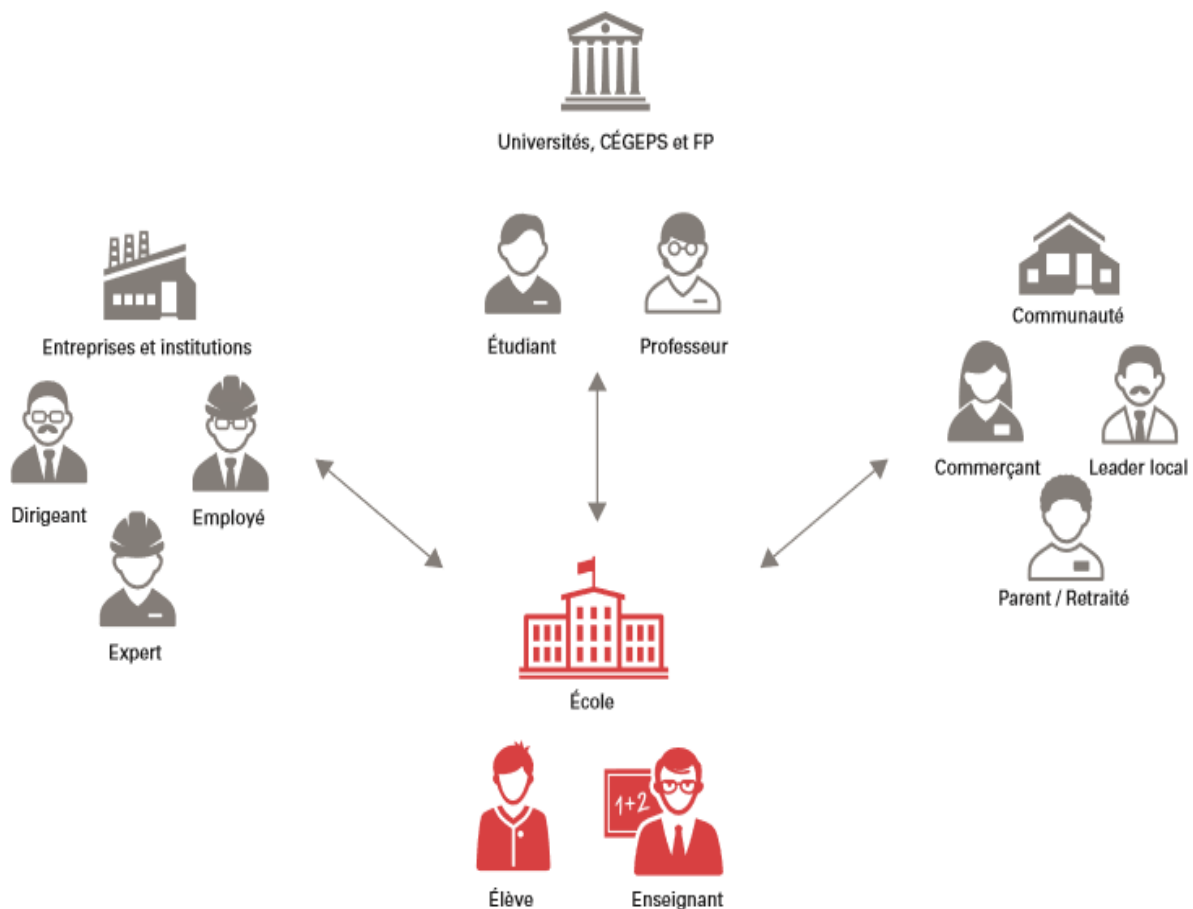 Universités, CÉGEPS et FP
Étudiant
Professeur
Entreprises et institutions
Dirigeant
Employé
Expert
Communauté
Commerçant
Leader local
Parent / Retraité
École
1+2
Élève
Enseignant